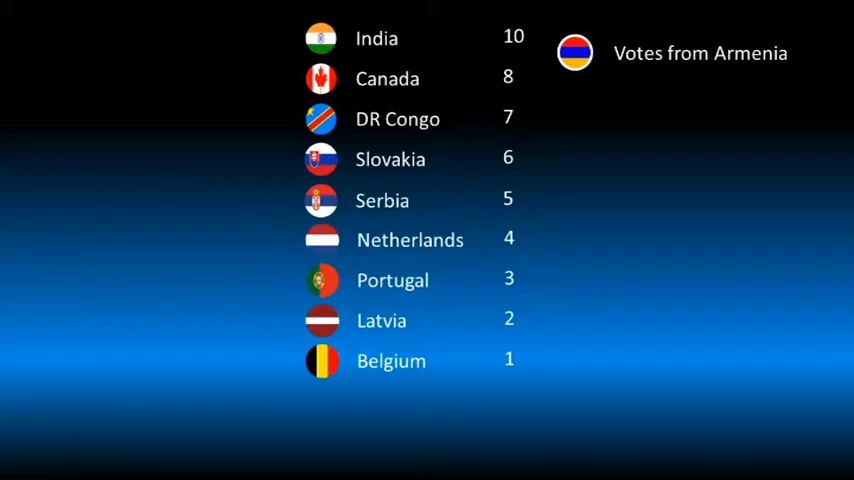 India 10
Votes from Armenia
Canada 8
DR Congo 7
Slovakia 6
Serbia 5
Netherlands 4
Portugal 3
Latvia 2
Belgium 1